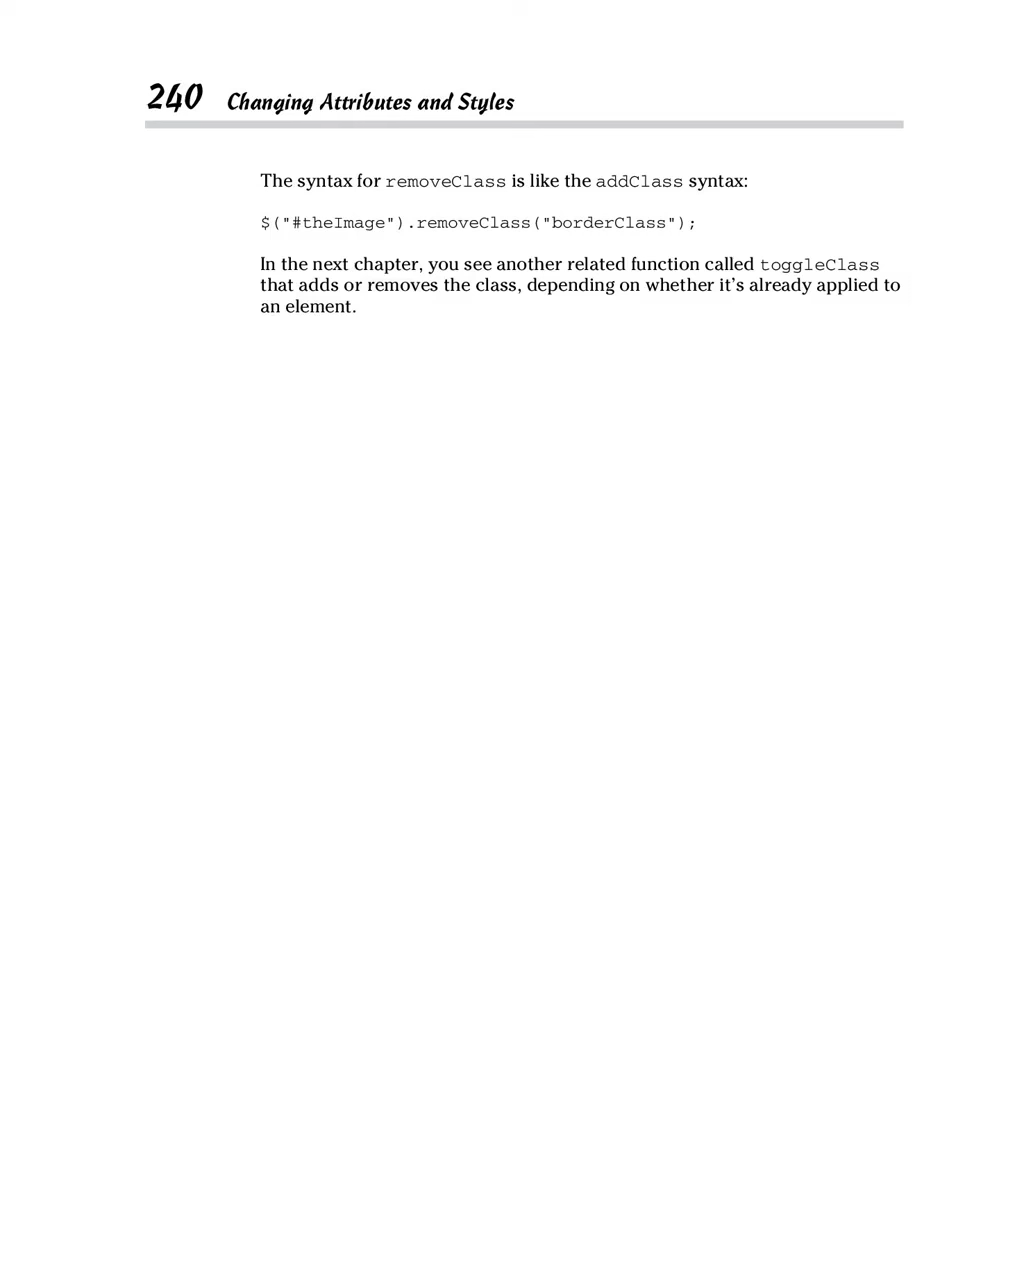 240 Changing Attributes and Styles
The syntax for removeClass is like the addClass syntax:
$("#theImage").removeClass("borderClass");
In the next chapter, you see another related function called toggleClass
that adds or removes the class, depending on whether it’s already applied to
an element.